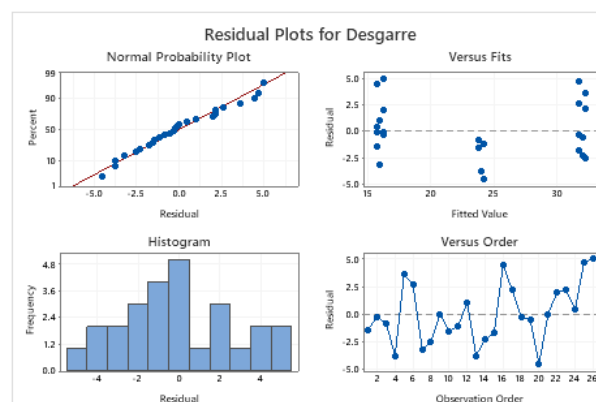 Residual Plots for Desgarre
Normal Probability Plot
Versus Fits
99
90
50
10
1
Percent
-5.0
-2.5
0.0
2.5
5.0
Residual
5.0
2.5
0.0
-2.5
-5.0
Residual
15
20
25
30
Fitted Value
Histogram
Versus Order
4.8
3.6
2.4
1.2
0.0
Frequency
-4
-2
0
2
4
Residual
5.0
2.5
0.0
-2.5
-5.0
Residual
2 4 6 8 10 12 14 16 18 20 22 24 26
Observation Order